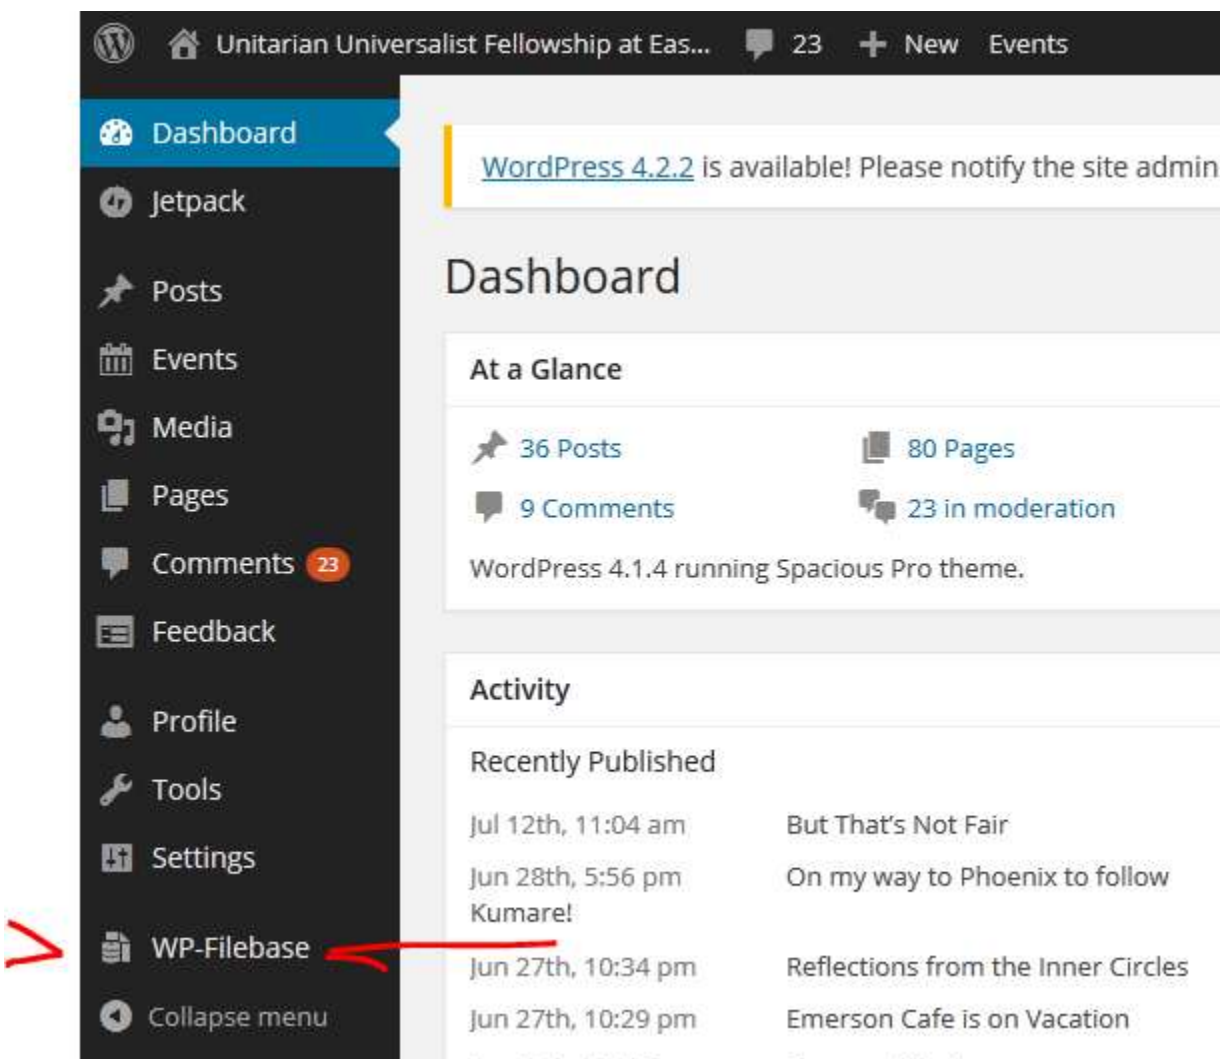 Unitarian Universalist Fellowship at Eas... 23 New Events
Dashboard
Jetpack
Posts
Events
Media
Pages
Comments 23
Feedback
Profile
Tools
Settings
WP-Filebase
Collapse menu
WordPress 4.2.2 is available! Please notify the site admin
Dashboard
At a Glance
36 Posts 80 Pages
9 Comments 23 in moderation
WordPress 4.1.4 running Spacious Pro theme.
Activity
Recently Published
Jul 12th, 11:04 am But That's Not Fair
Jun 28th, 5:56 pm On my way to Phoenix to follow
Kumare!
Jun 27th, 10:34 pm Reflections from the Inner Circles
Jun 27th, 10:29 pm Emerson Cafe is on Vacation